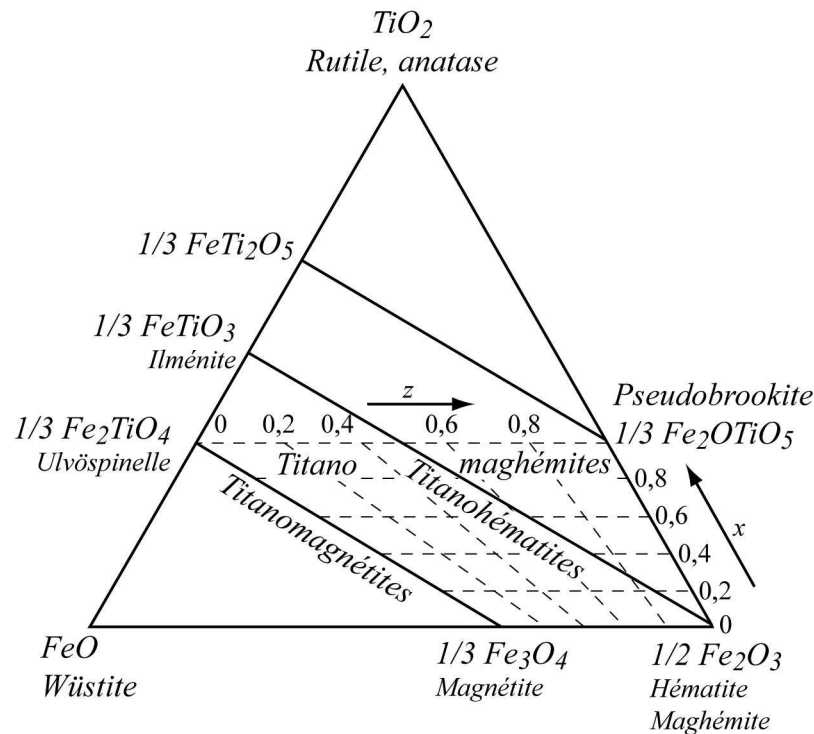 TiO2
Rutile, anatase
1/3 FeTi2O5
1/3 FeTiO3
Ilménite
z
Pseudobrookite
1/3 Fe2TiO4
0 0,2 0,4 0,6 0,8
1/3 Fe2OTiO5
Ulvöspinelle
Titano maghémites
Titanohématites
Titanomagnétites
0,8
0,6
x
0,4
0,2
0
FeO
Wüstite
1/3 Fe3O4
Magnétite
1/2 Fe2O3
Hématite
Maghémite